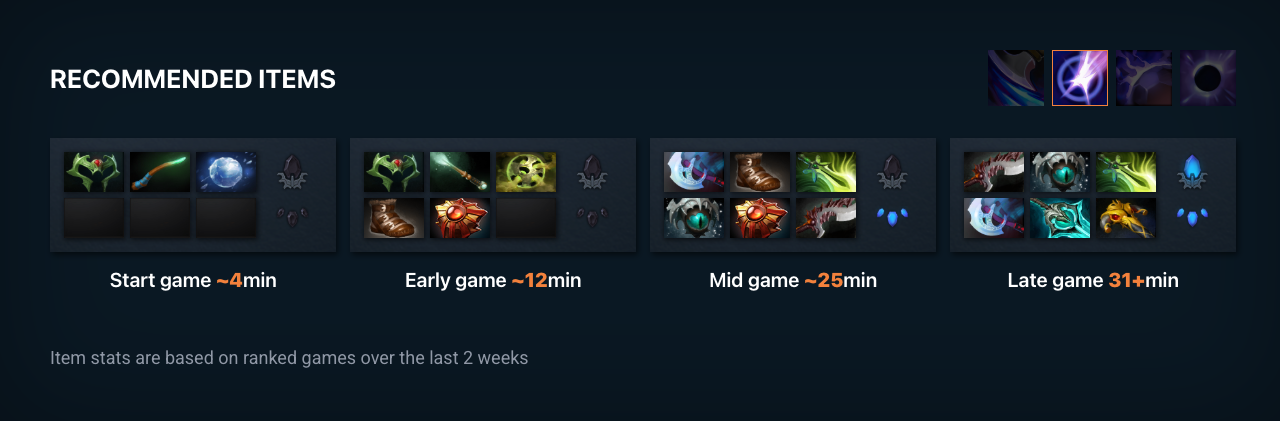 RECOMMENDED ITEMS
Start game ~4min
Early game ~12min
Mid game ~25min
Late game 31+min
Item stats are based on ranked games over the last 2 weeks